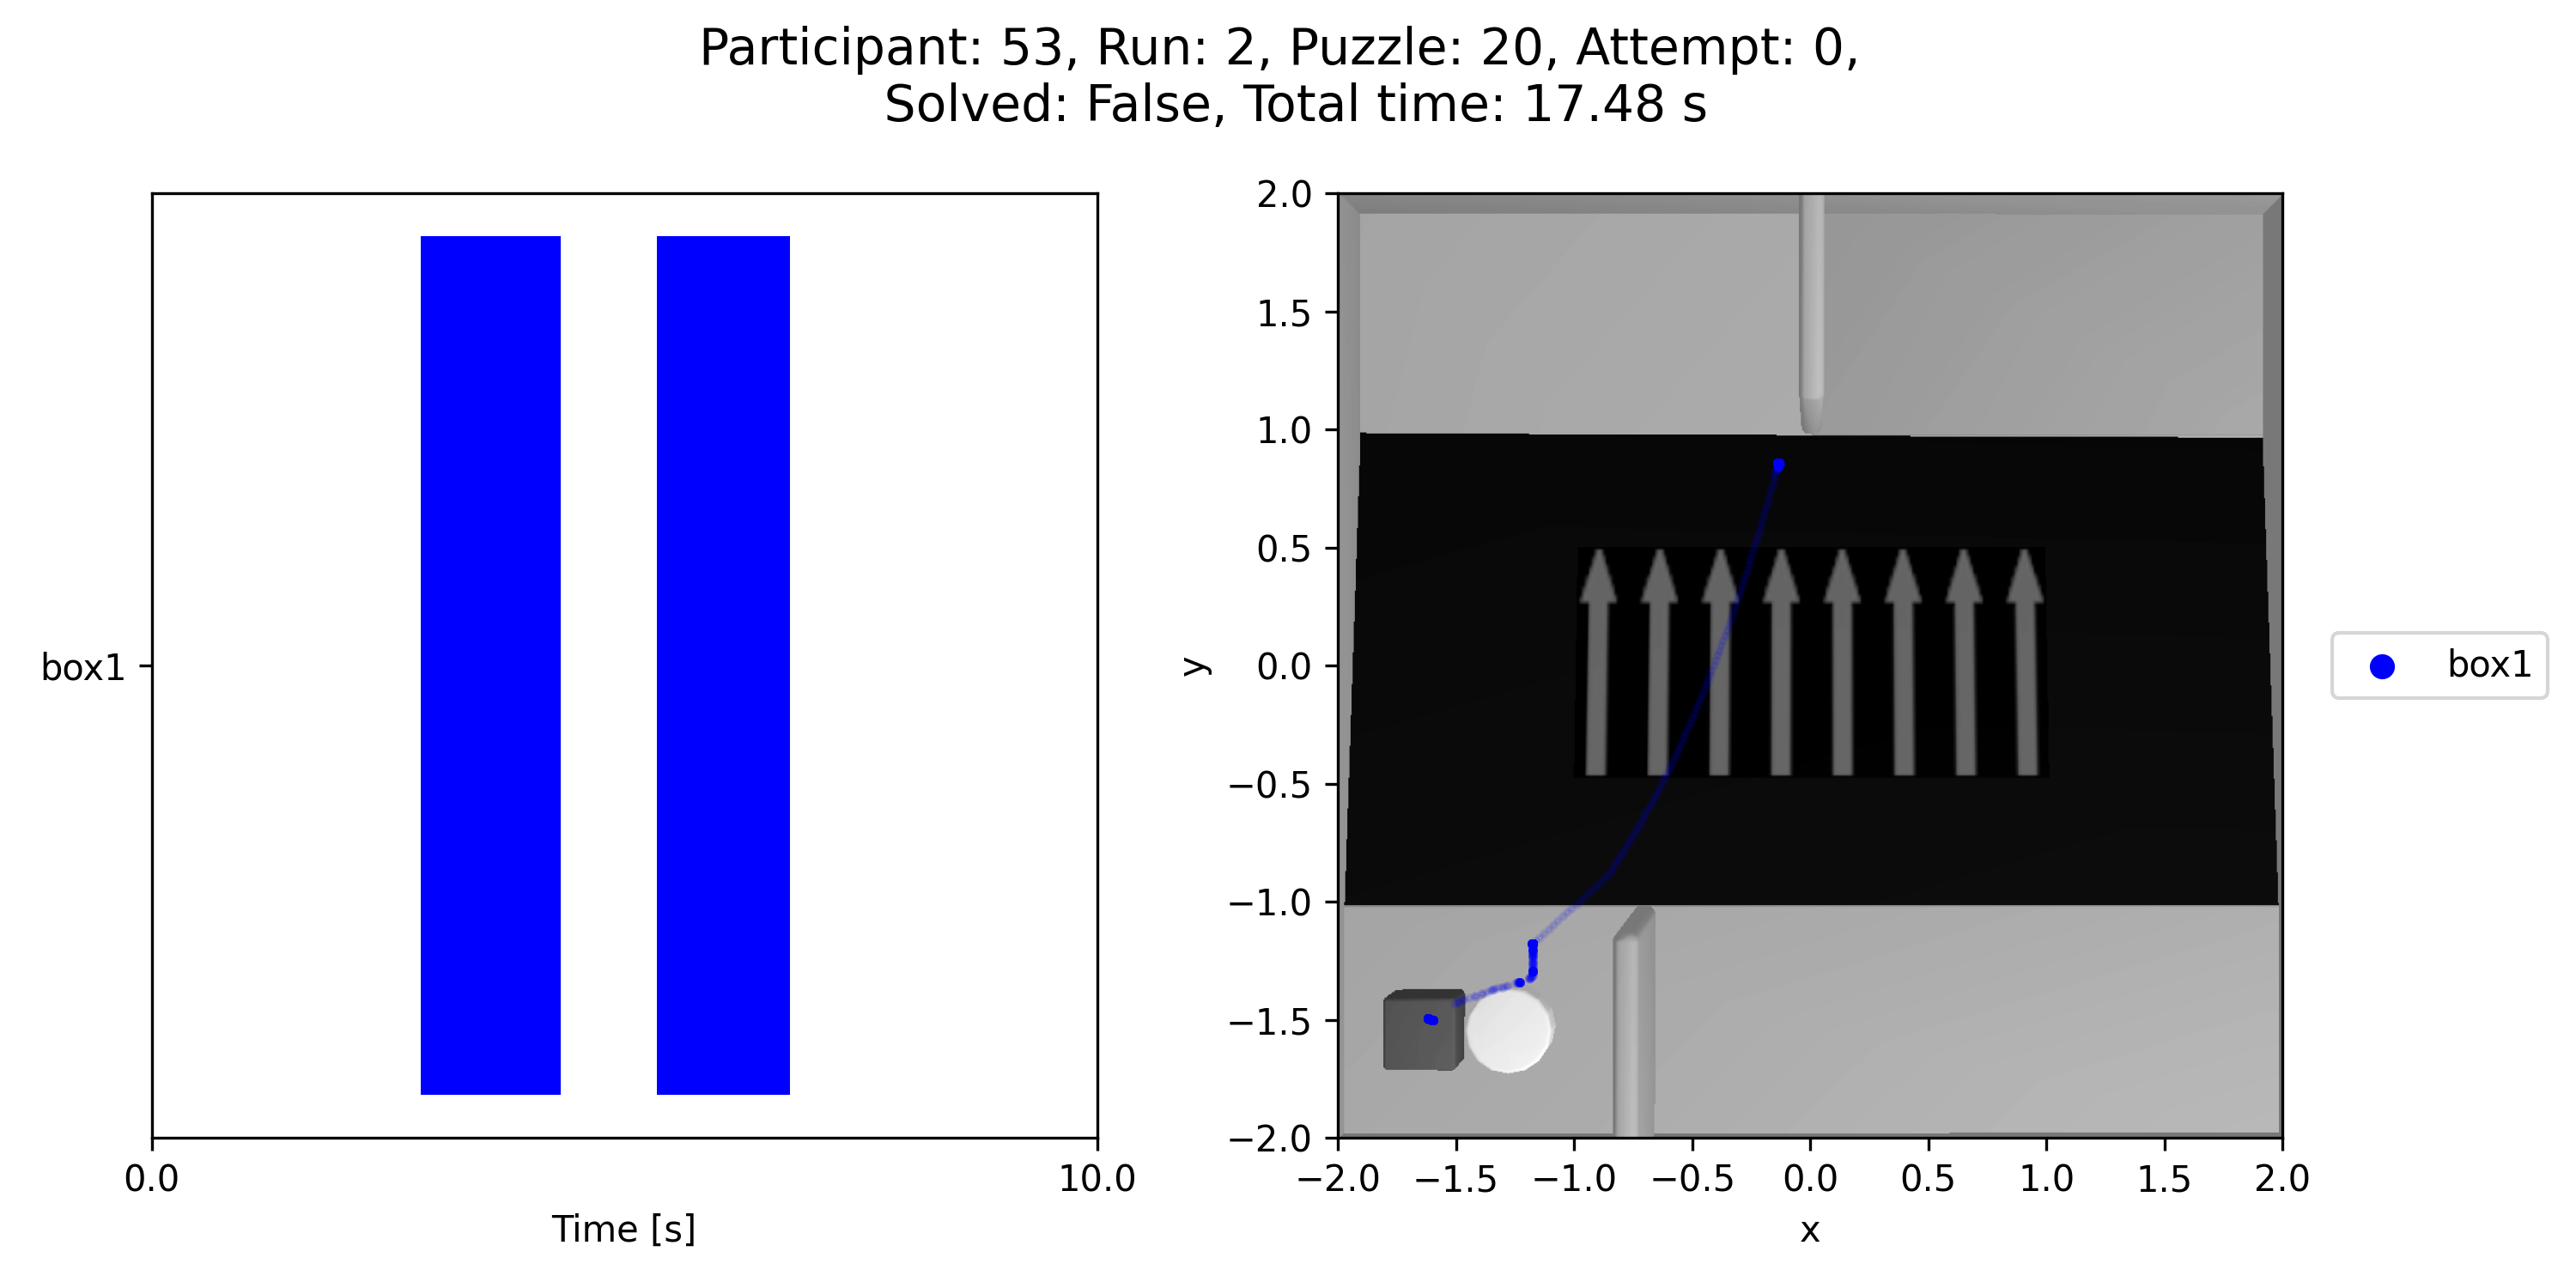 Participant: 53, Run: 2, Puzzle: 20, Attempt: 0,
Solved: False, Total time: 17.48 s
box1
0.0
10.0
Time [s]
2.0
1.5
1.0
0.5
0.0
−0.5
−1.0
−1.5
−2.0
y
−2.0
−1.5
−1.0
−0.5
0.0
0.5
1.0
1.5
2.0
x
box1